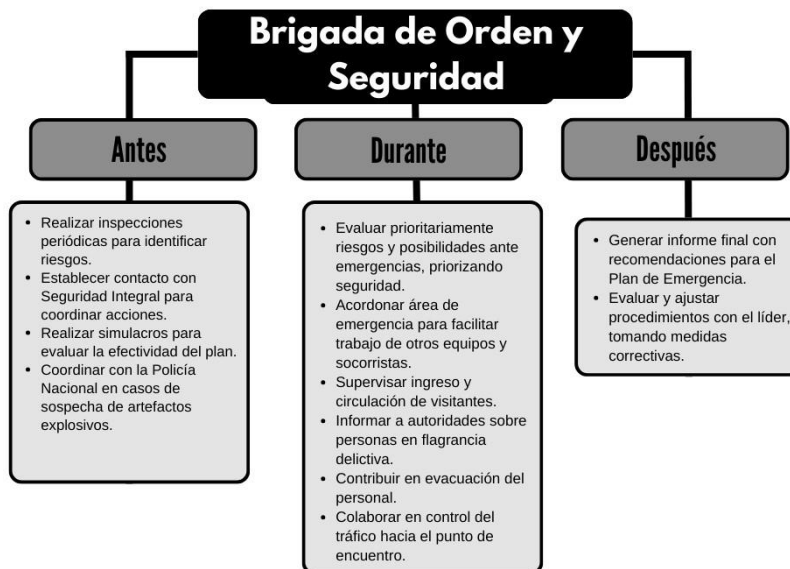 Brigada de Orden y
Seguridad
Antes
Durante
Después
• Realizar inspecciones
periódicas para identificar
riesgos.
• Establecer contacto con
Seguridad Integral para
coordinar acciones.
• Realizar simulacros para
evaluar la efectividad del plan.
• Coordinar con la Policía
Nacional en casos de
sospecha de artefactos
explosivos.
• Evaluar prioritariamente
riesgos y posibilidades ante
emergencias, priorizando
seguridad.
• Acordonar área de
emergencia para facilitar
trabajo de otros equipos y
socorristas.
• Supervisar ingreso y
circulación de visitantes.
• Informar a autoridades sobre
personas en flagrancia
delictiva.
• Contribuir en evacuación del
personal.
• Colaborar en control del
tráfico hacia el punto de
encuentro.
• Generar informe final con
recomendaciones para el
Plan de Emergencia.
• Evaluar y ajustar
procedimientos con el líder,
tomando medidas
correctivas.